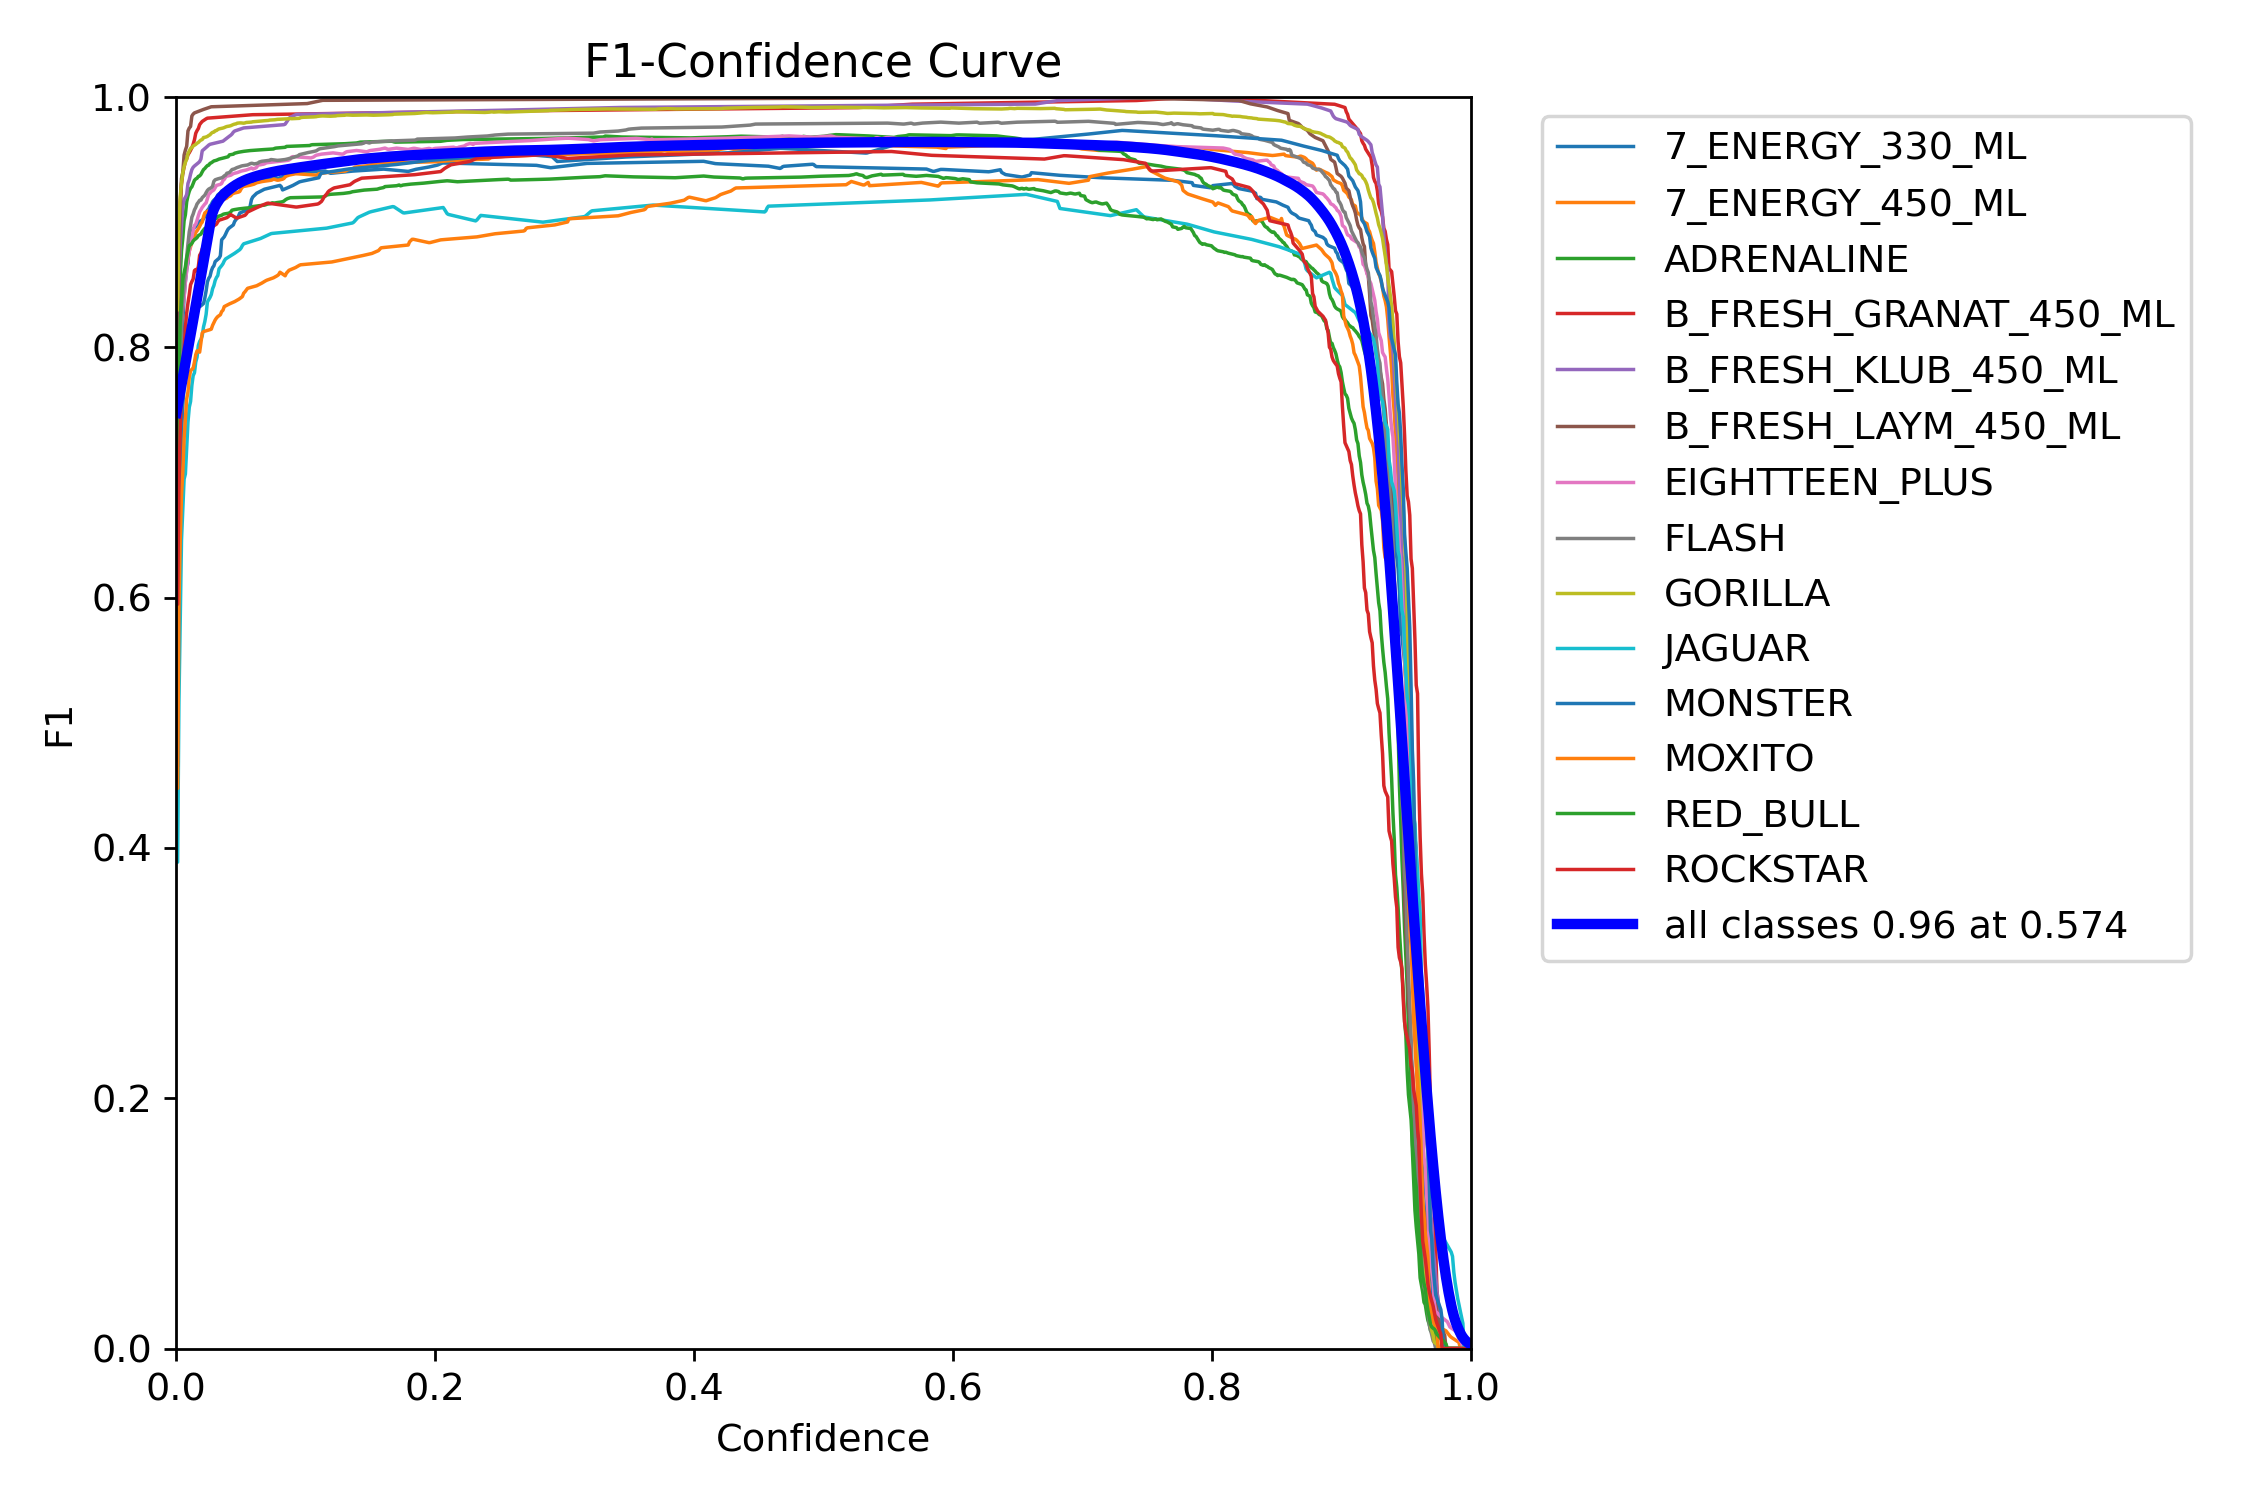 F1-Confidence Curve
1.0
0.8
0.6
0.4
0.2
0.0
F1
0.0 0.2 0.4 0.6 0.8 1.0
Confidence
7_ENERGY_330_ML
7_ENERGY_450_ML
ADRENALINE
B_FRESH_GRANAT_450_ML
B_FRESH_KLUB_450_ML
B_FRESH_LAYM_450_ML
EIGHTTEEN_PLUS
FLASH
GORILLA
JAGUAR
MONSTER
MOXITO
RED_BULL
ROCKSTAR
all classes 0.96 at 0.574